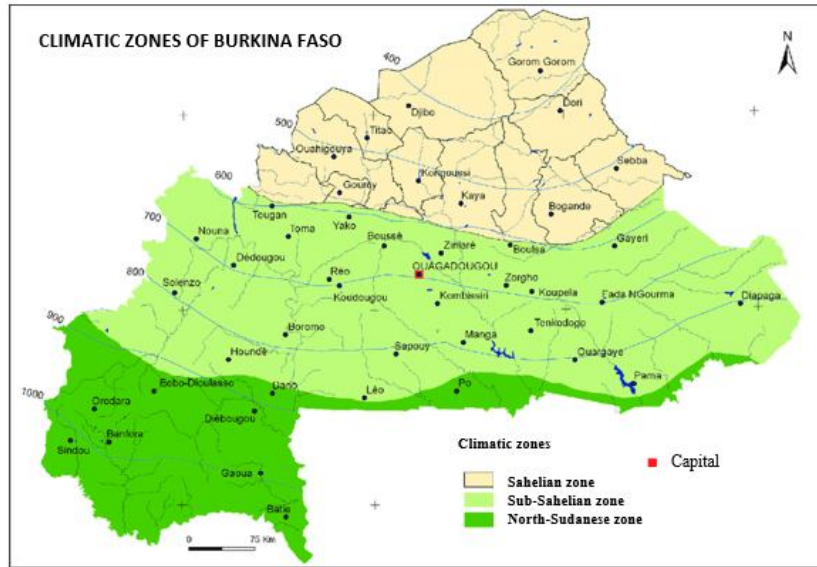 CLIMATIC ZONES OF BURKINA FASO
N
400
Gorom Gorom
Djibo
Dori
500
Titao
Ouahigouya
Sebba
Kongoussi
600
Gourcy
Kaya
Bogande
Tougan
700
Yako
Nouna
Toma
Boussè
Ziniaré
Boulsa
Gayeri
Dédougou
OUAGADOUGOU
800
Reo
Zorgho
Solenzo
Koudougou
Kombissiri
Koupela
Fada NGourma
Diapaga
900
Boromo
Manga
Tenkodogo
Houndè
Sapouy
Ouargaye
Pama
1000
Bobo-Dioulasso
Dano
Lèo
Po
Orodara
Dièbougou
Sindou
Banfora
Gaoua
Batie
0
75 Km
Climatic zones
Capital
Sahelian zone
Sub-Sahelian zone
North-Sudanese zone